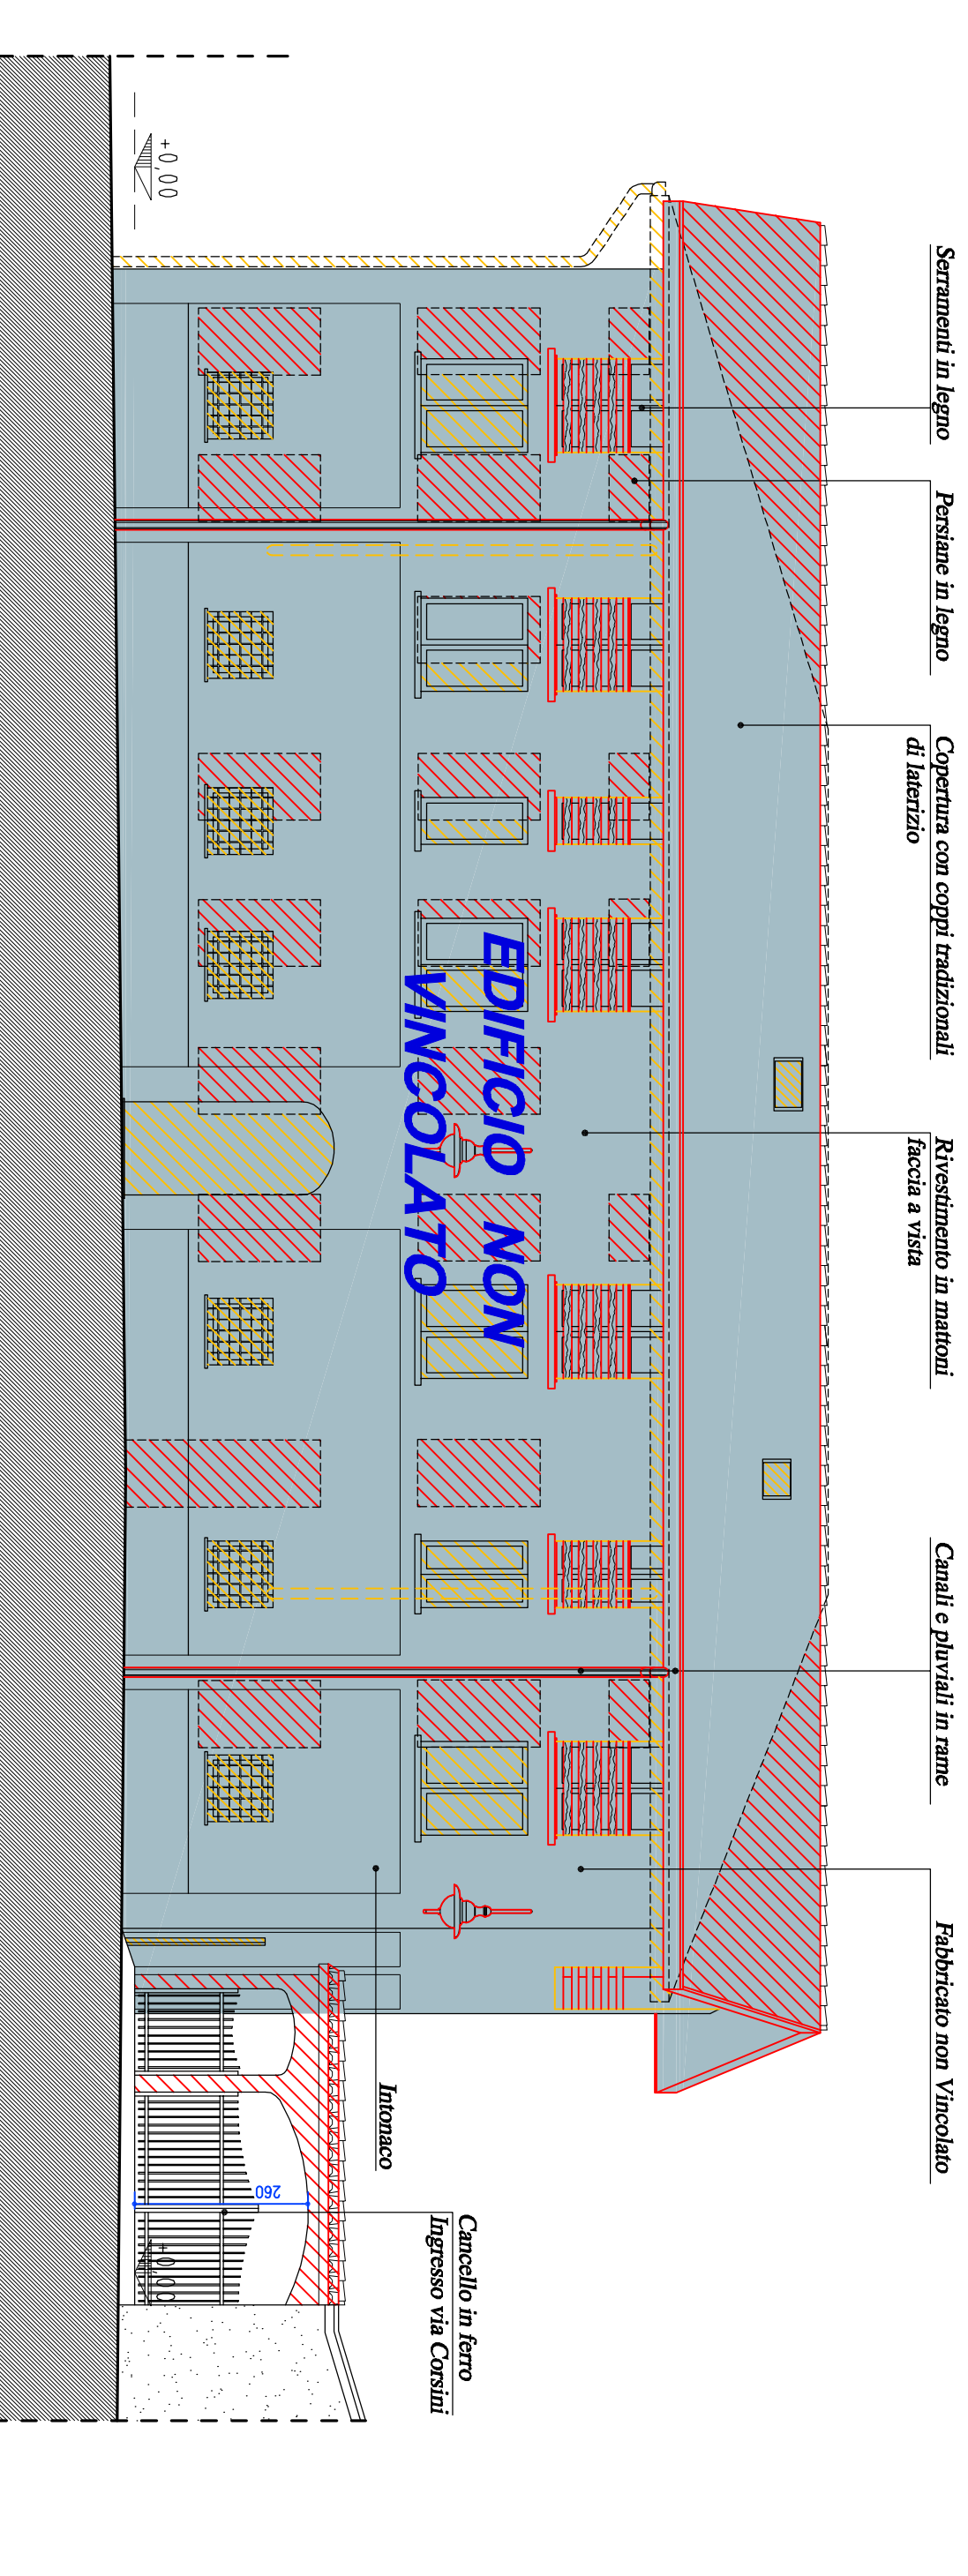 Serramenti in legno
Persiane in legno
Copertura con coppi tradizionali
di laterizio
Rivestimento in mattoni
faccia a vista
Canali e pluviali in rame
Fabbricato non Vincolato
EDIFICIO NON
VINCOLATO
Intonaco
Cancello in ferro
Ingresso via Corsini
260
+0,00
+0,00